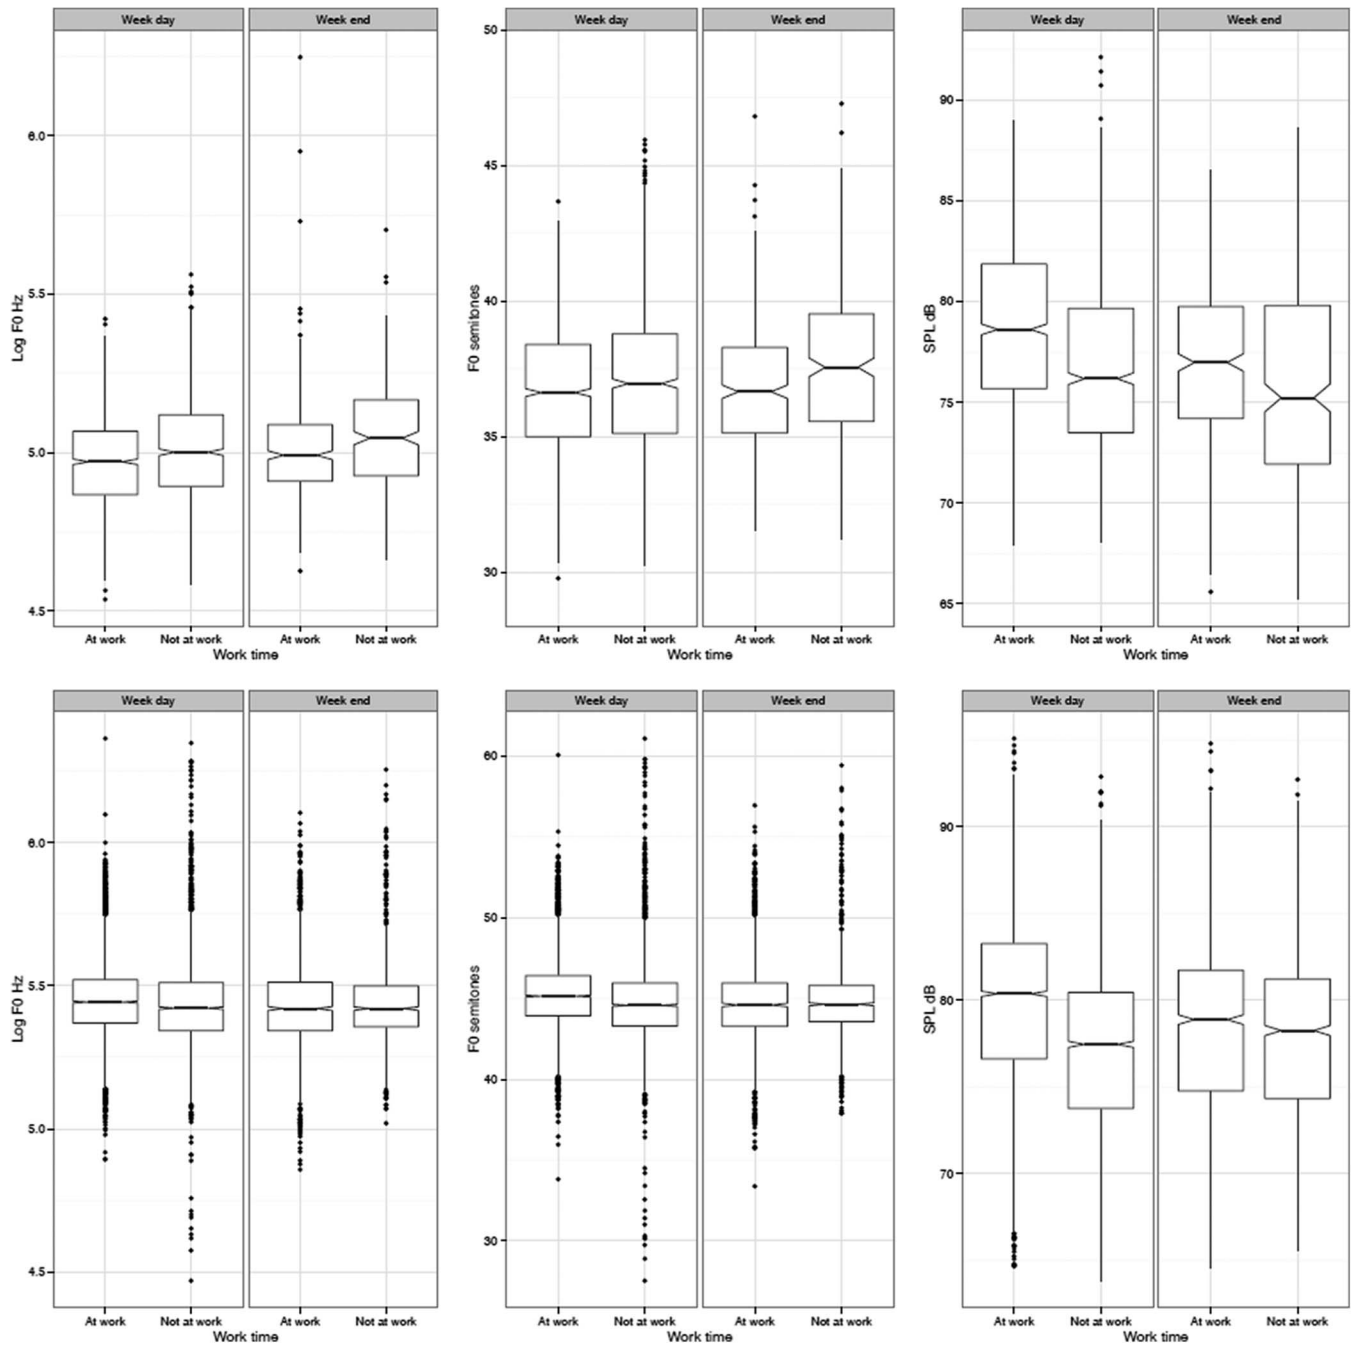 Week day Week end
6.0
5.5
5.0
4.5
Log F0 Hz
At work Not at work At work Not at work
Work time
Week day Week end
50
45
40
35
30
F0 semitones
At work Not at work At work Not at work
Work time
Week day Week end
90
85
80
75
70
65
SPL dB
At work Not at work At work Not at work
Work time
Week day Week end
6.0
5.5
5.0
4.5
Log F0 Hz
At work Not at work At work Not at work
Work time
Week day Week end
60
50
40
30
F0 semitones
At work Not at work At work Not at work
Work time
Week day Week end
90
80
70
SPL dB
At work Not at work At work Not at work
Work time